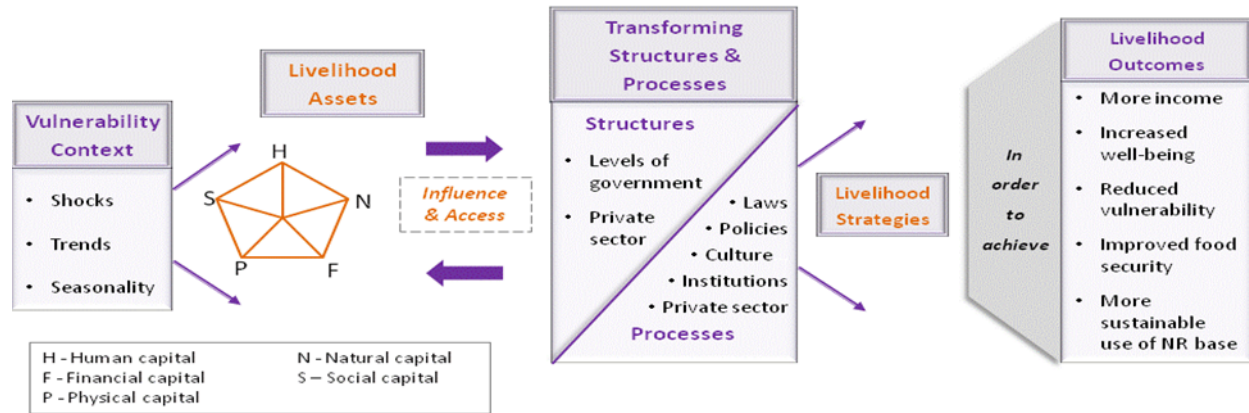 Vulnerability
Context
• Shocks
• Trends
• Seasonality
Livelihood
Assets
H
S
N
P
F
Influence
& Access
Transforming
Structures &
Processes
Structures
• Levels of
government
• Private
sector
• Laws
• Policies
• Culture
• Institutions
• Private sector
Processes
Livelihood
Strategies
In
order
to
achieve
Livelihood
Outcomes
• More income
• Increased
well-being
• Reduced
vulnerability
• Improved food
security
• More
sustainable
use of NR base
H - Human capital
F - Financial capital
P - Physical capital
N - Natural capital
S – Social capital